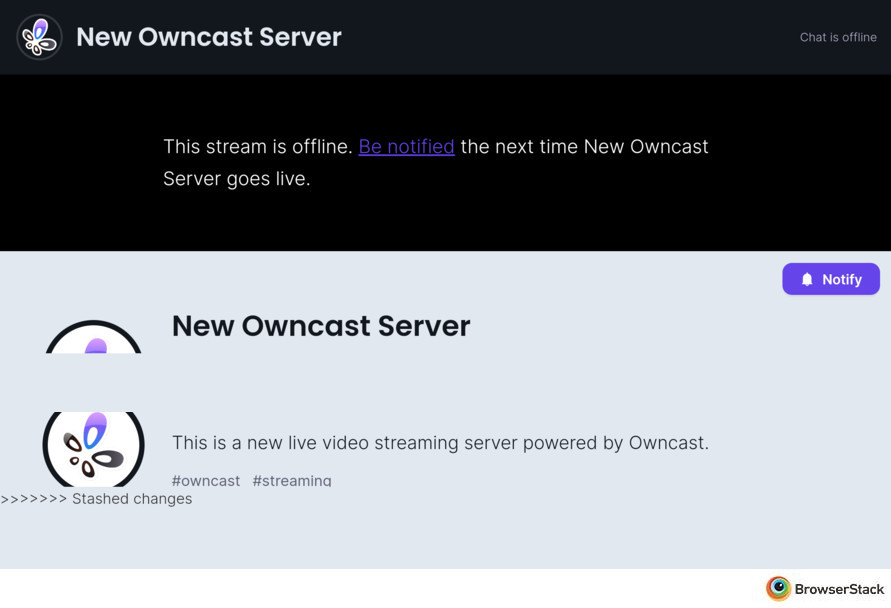 New Owncast Server
Chat is offline
This stream is offline. Be notified the next time New Owncast
Server goes live.
Notify
New Owncast Server
This is a new live video streaming server powered by Owncast.
#owncast #streaming
>>>>>>> Stashed changes
BrowserStack